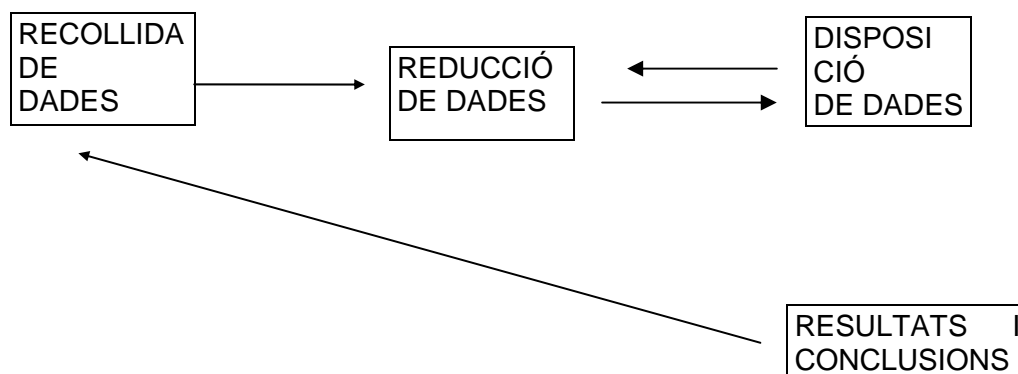 RECOLLIDA
DE
DADES
REDUCCIÓ
DE DADES
DISPOSI
CIÓ
DE DADES
RESULTATS I
CONCLUSIONS